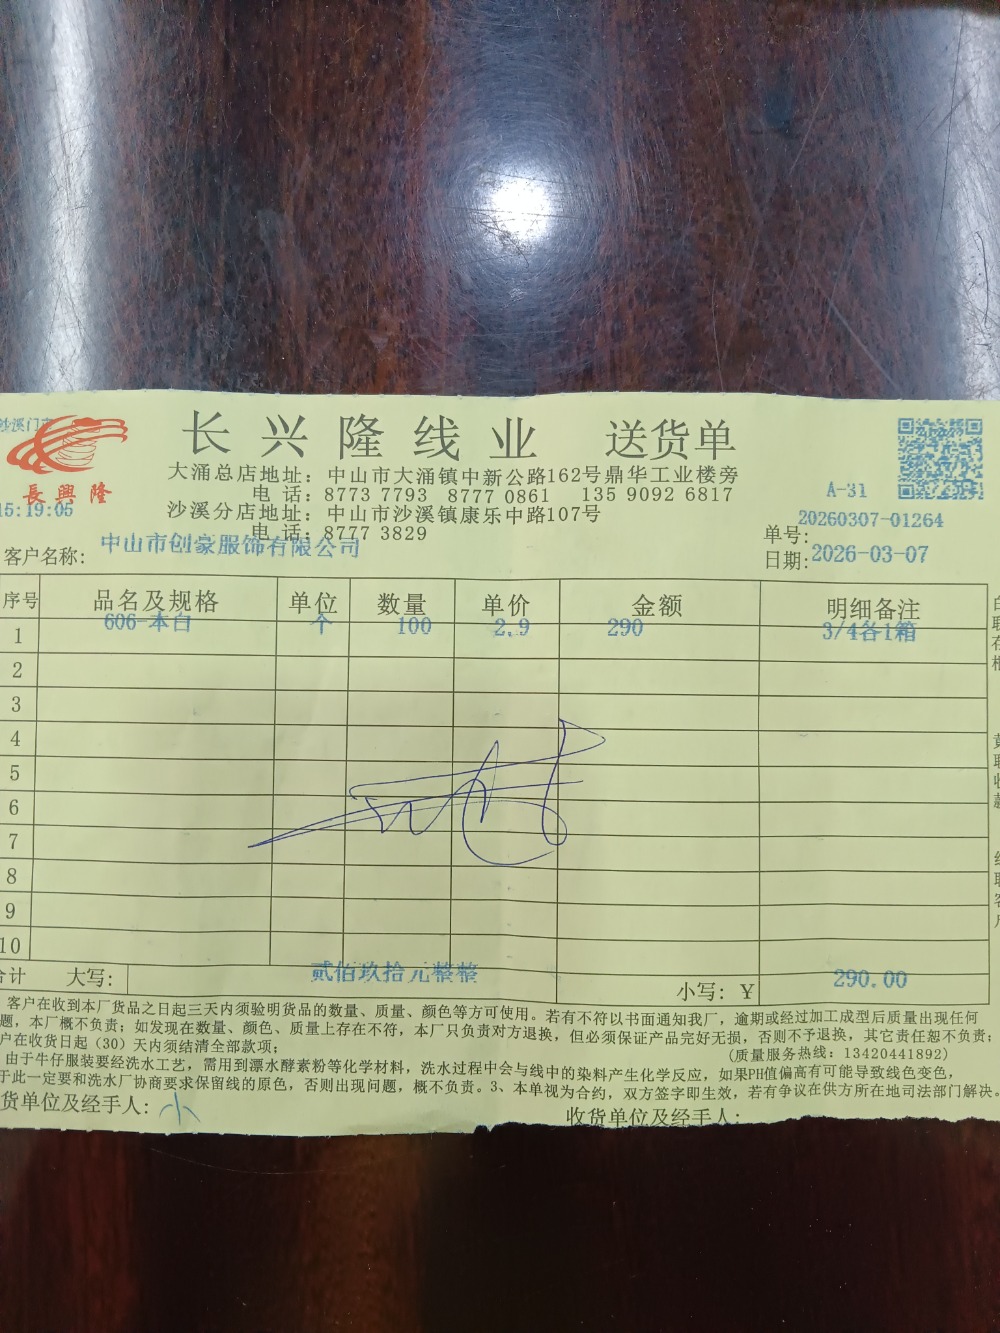 沙溪门市
長興隆
15:19:05
长兴隆线业 送货单
大涌总店地址：中山市大涌镇中新公路162号鼎华工业楼旁
电 话：8773 7793 8777 0861 135 9092 6817
沙溪分店地址：中山市沙溪镇康乐中路107号
电 话：8777 3829
A-31
单号：20260307-01264
客户名称：中山市创豪服饰有限公司
日期：2026-03-07
序号 品名及规格 单位 数量 单价 金额 明细备注
1 606-本白 个 100 2.9 290 3/4各1箱
2
3
4
5
6
7
8
9
10
合计 大写：贰佰玖拾元整整 小写：￥ 290.00
客户在收到本厂货品之日起三天内须验明货品的数量、质量、颜色等方可使用。若有不符以书面通知我厂，逾期或经过加工成型后质量出现任何
题，本厂概不负责；如发现在数量、颜色、质量上存在不符，本厂只负责对方退换，但必须保证产品完好无损，否则不予退换，其它责任恕不负责；
户在收货日起（30）天内须结清全部款项；
(质量服务热线：13420441892)
由于牛仔服装要经洗水工艺，需用到漂水酵素粉等化学材料，洗水过程中会与线中的染料产生化学反应，如果PH值偏高有可能导致线色变色，
于此一定要和洗水厂协商要求保留线的原色，否则出现问题，概不负责。3、本单视为合约，双方签字即生效，若有争议在供方所在地司法部门解决。
货单位及经手人：小
收货单位及经手人：